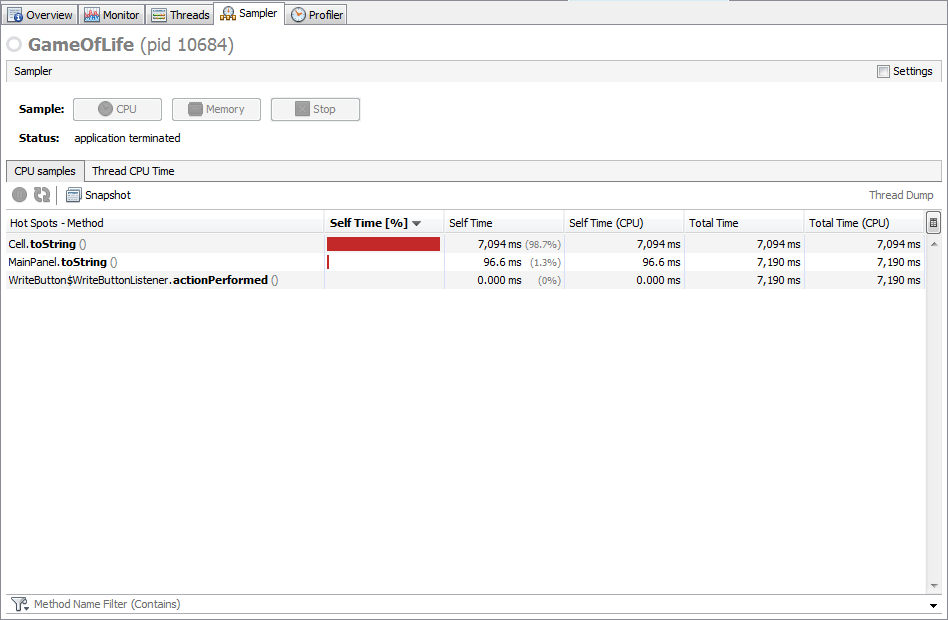 Overview Monitor Threads Sampler Profiler
GameOfLife (pid 10684)
Sampler Settings
Sample: CPU Memory Stop
Status: application terminated
CPU samples Thread CPU Time
Snapshot Thread Dump
Hot Spots - Method Self Time [%] Self Time Self Time (CPU) Total Time Total Time (CPU)
Cell.toString () 7,094 ms (98.7%) 7,094 ms 7,094 ms 7,094 ms
MainPanel.toString () 96.6 ms (1.3%) 96.6 ms 7,190 ms 7,190 ms
WriteButton$WriteButtonListener.actionPerformed () 0.000 ms (0%) 0.000 ms 7,190 ms 7,190 ms
Method Name Filter (Contains)